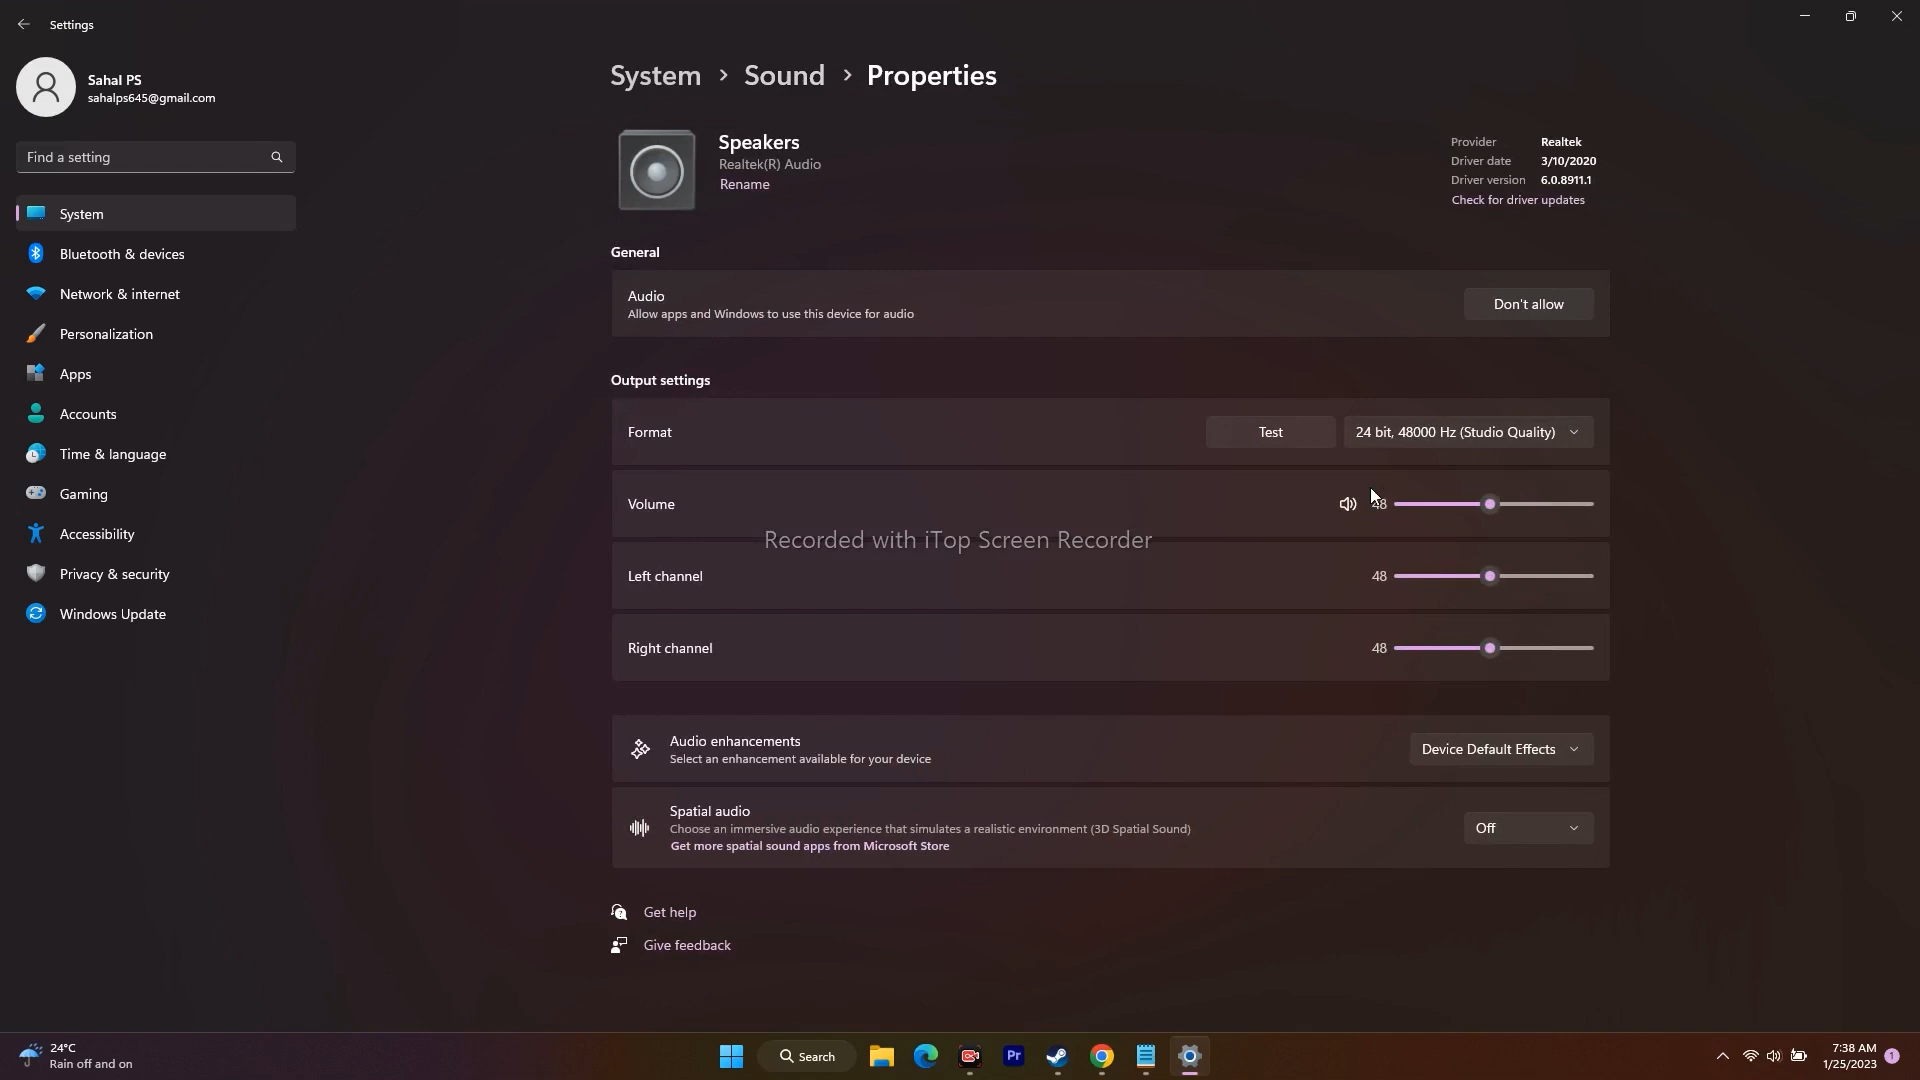 Settings
Sahal PS
sahalps645@gmail.com
Find a setting
System
Bluetooth & devices
Network & internet
Personalization
Apps
Accounts
Time & language
Gaming
Accessibility
Privacy & security
Windows Update
System > Sound > Properties
Speakers
Realtek(R) Audio
Rename
Provider Realtek
Driver date 3/10/2020
Driver version 6.0.8911.1
Check for driver updates
General
Audio
Allow apps and Windows to use this device for audio
Don't allow
Output settings
Format
Test
24 bit, 48000 Hz (Studio Quality)
Volume
48
Recorded with iTop Screen Recorder
Left channel
48
Right channel
48
Audio enhancements
Select an enhancement available for your device
Device Default Effects
Spatial audio
Choose an immersive audio experience that simulates a realistic environment (3D Spatial Sound)
Get more spatial sound apps from Microsoft Store
Off
Get help
Give feedback
24°C
Rain off and on
Search
Pr
7:38 AM
1/25/2023
1